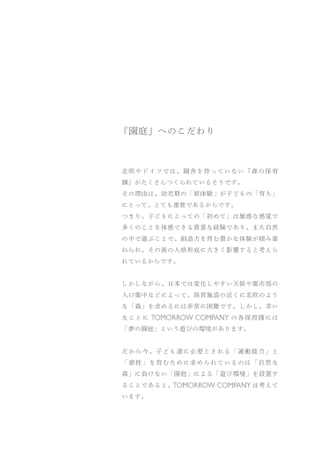 『園庭』へのこだわり
北欧やドイツでは、園舎を持っていない『森の保育
園』がたくさんつくられているそうです。
その理由は、幼児期の「原体験」が子どもの「育ち」
にとって、とても重要であるからです。
つまり、子どもにとっての「初めて」は敏感な感覚で
多くのことを体感できる貴重な経験であり、また自然
の中で遊ぶことで、創造力を育む豊かな体験が積み重
ねられ、その後の人格形成に大きく影響すると考えら
れているからです。
しかしながら、日本では変化しやすい天候や都市部の
人口集中などによって、保育施設の近くに北欧のよう
な「森」を求めるには非常に困難です。しかし、幸い
なことに TOMORROW COMPANY の各保育園には
「夢の園庭」という遊びの環境があります。
だから今、子ども達に必要とされる「運動能力」と
「感性」を育むために求められているのは「自然な
森」に負けない「園庭」による「遊び環境」を設置す
ることであると、TOMORROW COMPANY は考えて
います。